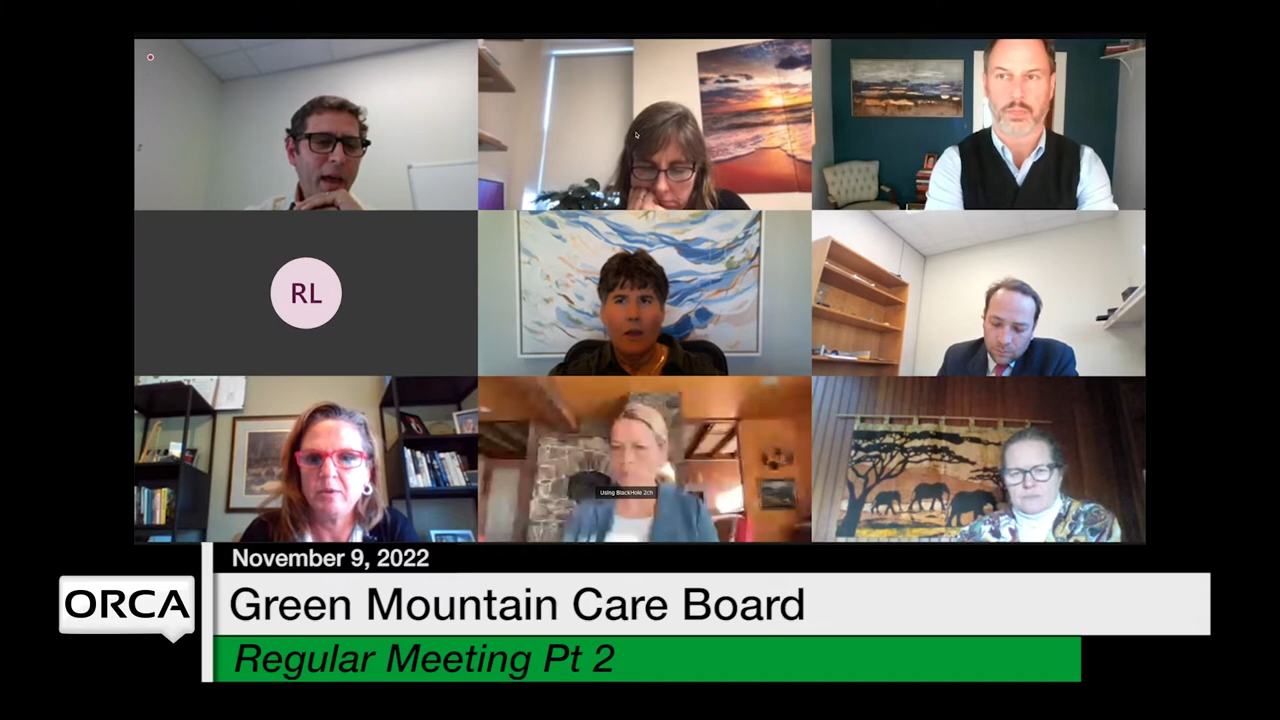 RL
Using BlackHole 2ch
November 9, 2022
ORCA
Green Mountain Care Board
Regular Meeting Pt 2